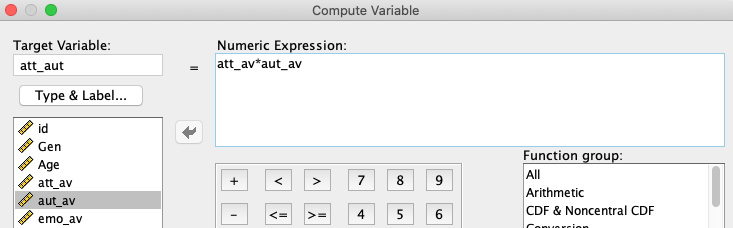 Compute Variable
Target Variable:
att_aut
=
Numeric Expression:
att_av*aut_av
Type & Label...
id
Gen
Age
att_av
aut_av
emo_av
+ < > 7 8 9
- <= >= 4 5 6
Function group:
All
Arithmetic
CDF & Noncentral CDF
Conversion